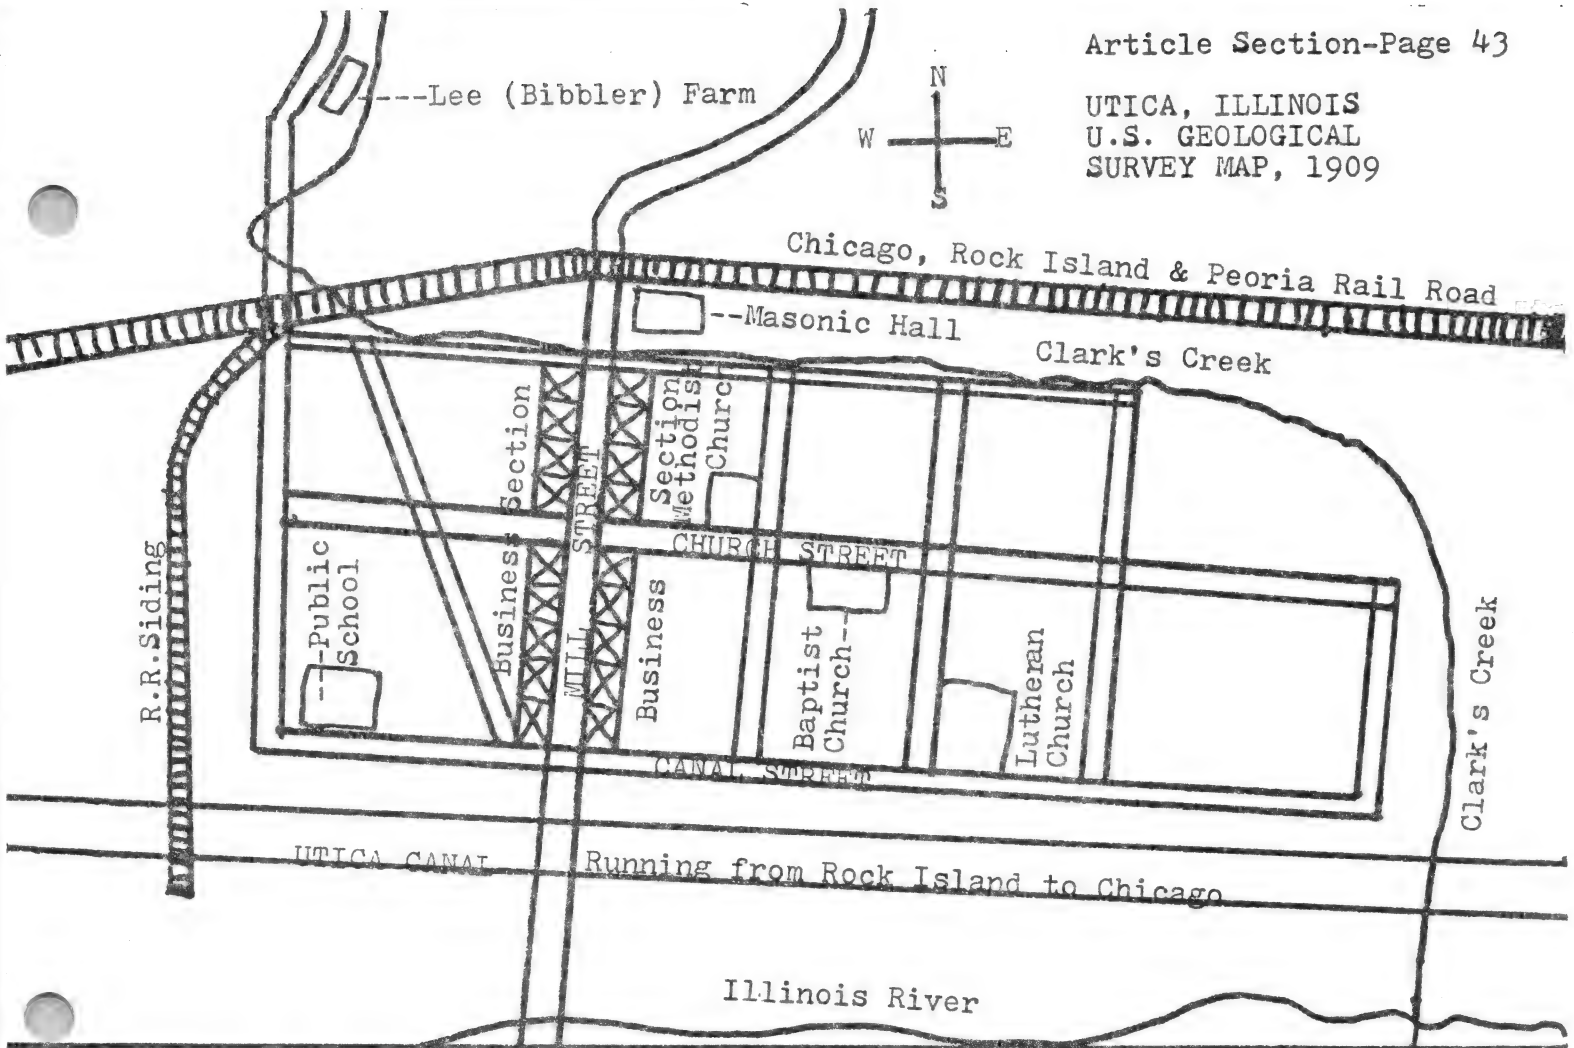 Article Section-Page 43
N
W E
S
UTICA, ILLINOIS
U.S. GEOLOGICAL
SURVEY MAP, 1909
----Lee (Bibbler) Farm
Chicago, Rock Island & Peoria Rail Road
--Masonic Hall
Clark's Creek
Business Section
MILL STREET
Business Section
Methodist
Church
CHURCH STREET
R.R.Siding
--Public
School
Baptist
Church--
Lutheran
Church
Clark's Creek
CANAL STREET
UTICA CANAL Running from Rock Island to Chicago
Illinois River